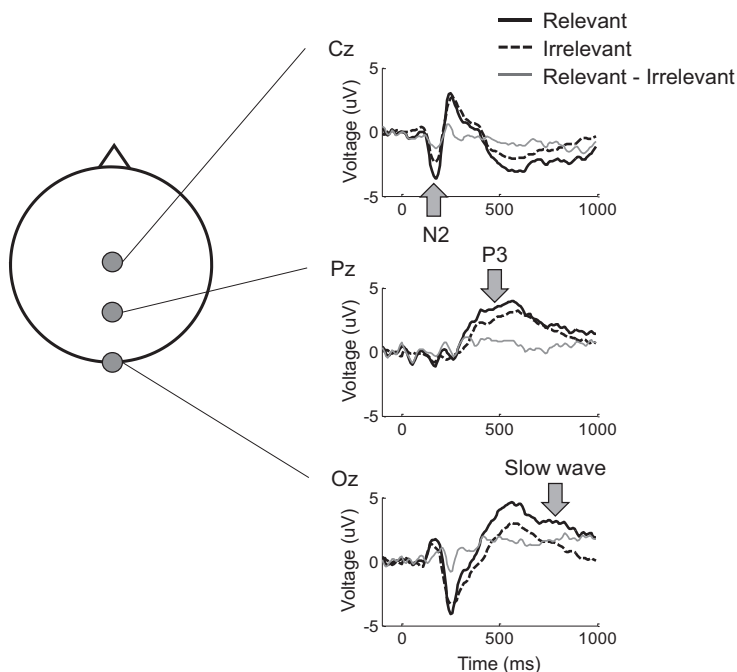 Relevant
Irrelevant
Relevant - Irrelevant
Cz
5
0
-5
Voltage (uV)
0 500 1000
N2
P3
Pz
5
0
-5
Voltage (uV)
0 500 1000
Slow wave
Oz
5
0
-5
Voltage (uV)
0 500 1000
Time (ms)